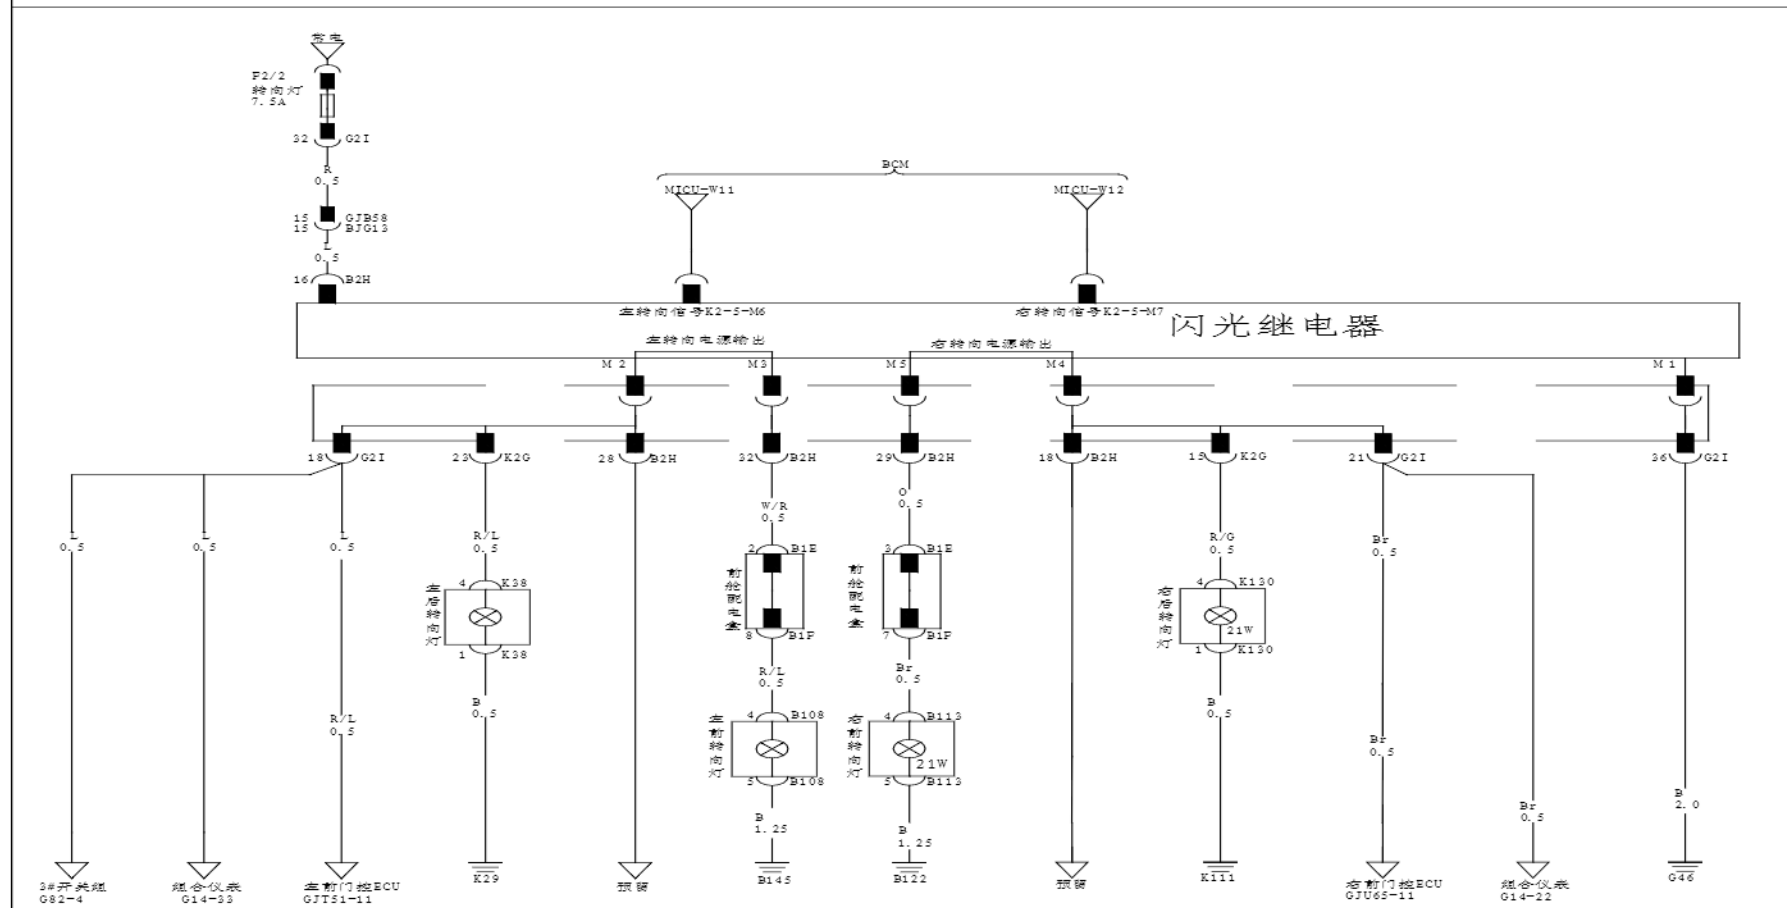 常电
F2/2
转向灯
7.5A
32 G2I
R
0.5
15 GJB58
15 BJG13
L
0.5
16 B2H
BCM
MICU-W11
MICU-W12
左转向信号K2-5-M6
右转向信号K2-5-M7
闪光继电器
左转向电源输出
右转向电源输出
M2
M3
M5
M4
M1
18 G2I
23 K2G
28 B2H
32 B2H
29 B2H
18 B2H
15 K2G
21 G2I
36 G2I
L
0.5
L
0.5
L
0.5
R/L
0.5
W/R
0.5
O
0.5
R/G
0.5
Br
0.5
2 B1E
前舱配电盒
8 B1F
3 B1E
前舱配电盒
7 B1F
4 K38
左后转向灯
1 K38
4 K130
右后转向灯
21W
1 K130
R/L
0.5
B
0.5
R/L
0.5
Br
0.5
B
0.5
Br
0.5
4 B108
左前转向灯
5 B108
4 B113
右前转向灯
21W
5 B113
B
1.25
B
1.25
Br
0.5
B
2.0
3#开关组
G82-4
组合仪表
G14-33
左前门控ECU
GJT51-11
K29
预留
B145
B122
预留
K111
右前门控ECU
GJU65-11
组合仪表
G14-22
G46